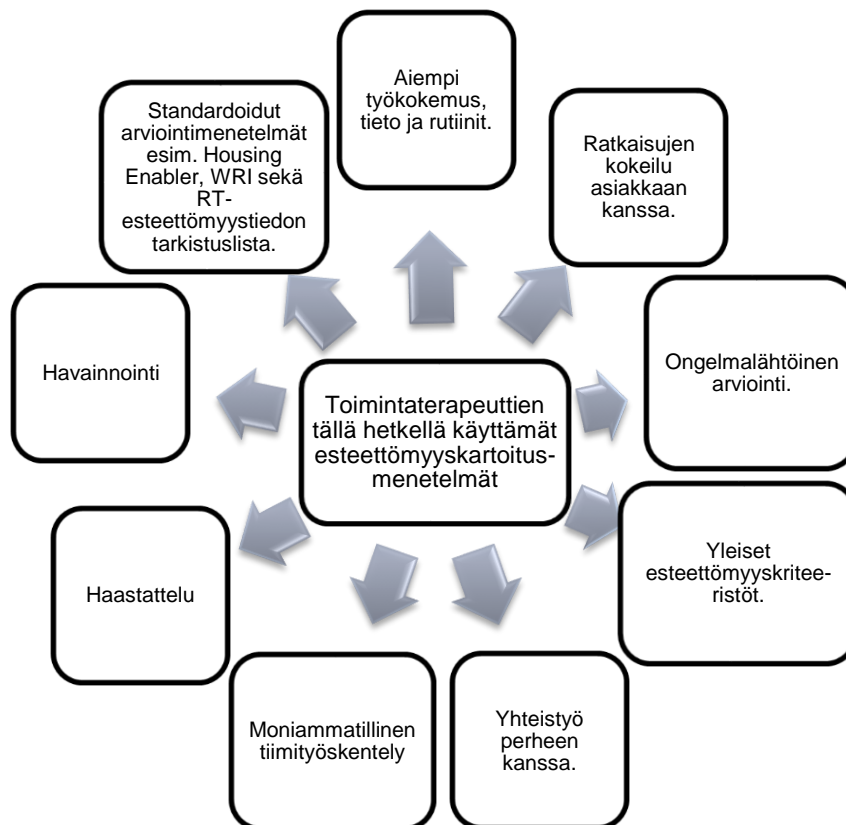 Aiempi
työkokemus,
tieto ja rutiinit.
Ratkaisujen
kokeilu
asiakkaan
kanssa.
Ongelmalähtöinen
arviointi.
Yleiset
esteettömyyskritee-
ristöt.
Yhteistyö
perheen
kanssa.
Moniammatillinen
tiimityöskentely
Haastattelu
Havainnointi
Standardoidut
arviointimenetelmät
esim. Housing
Enabler, WRI sekä
RT-
esteettömyystiedon
tarkistuslista.
Toimintaterapeuttien
tällä hetkellä käyttämät
esteettömyyskartoitus-
menetelmät